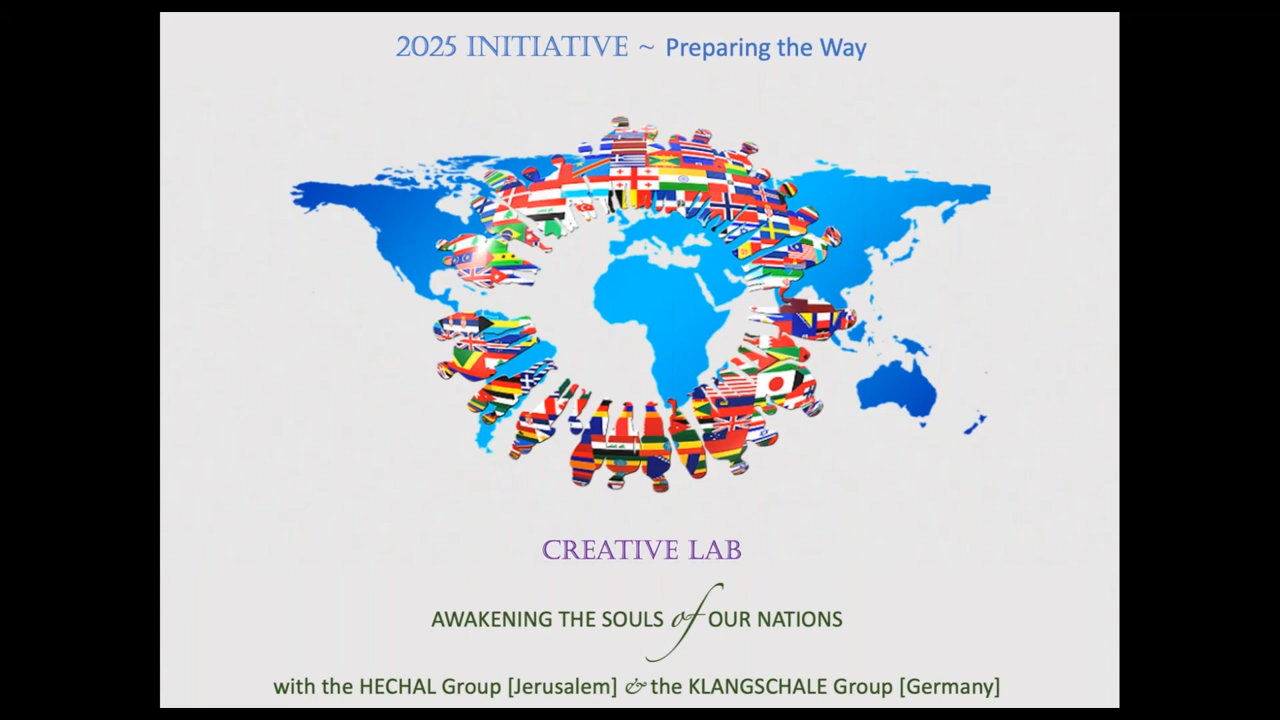 2025 INITIATIVE ~ Preparing the Way
CREATIVE LAB
AWAKENING THE SOULS of OUR NATIONS
with the HECHAL Group [Jerusalem] & the KLANGSCHALE Group [Germany]